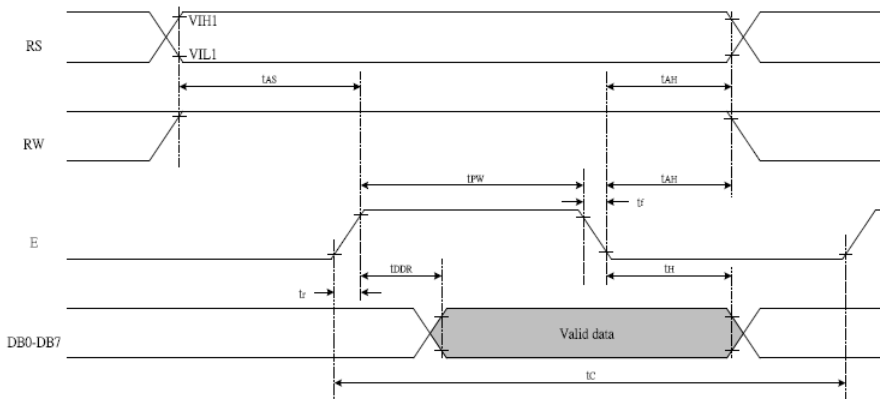 RS
VIH1
VIL1
tAS
tAH
RW
tPW
tAH
tf
E
tDDR
tH
tr
DB0-DB7
Valid data
tC